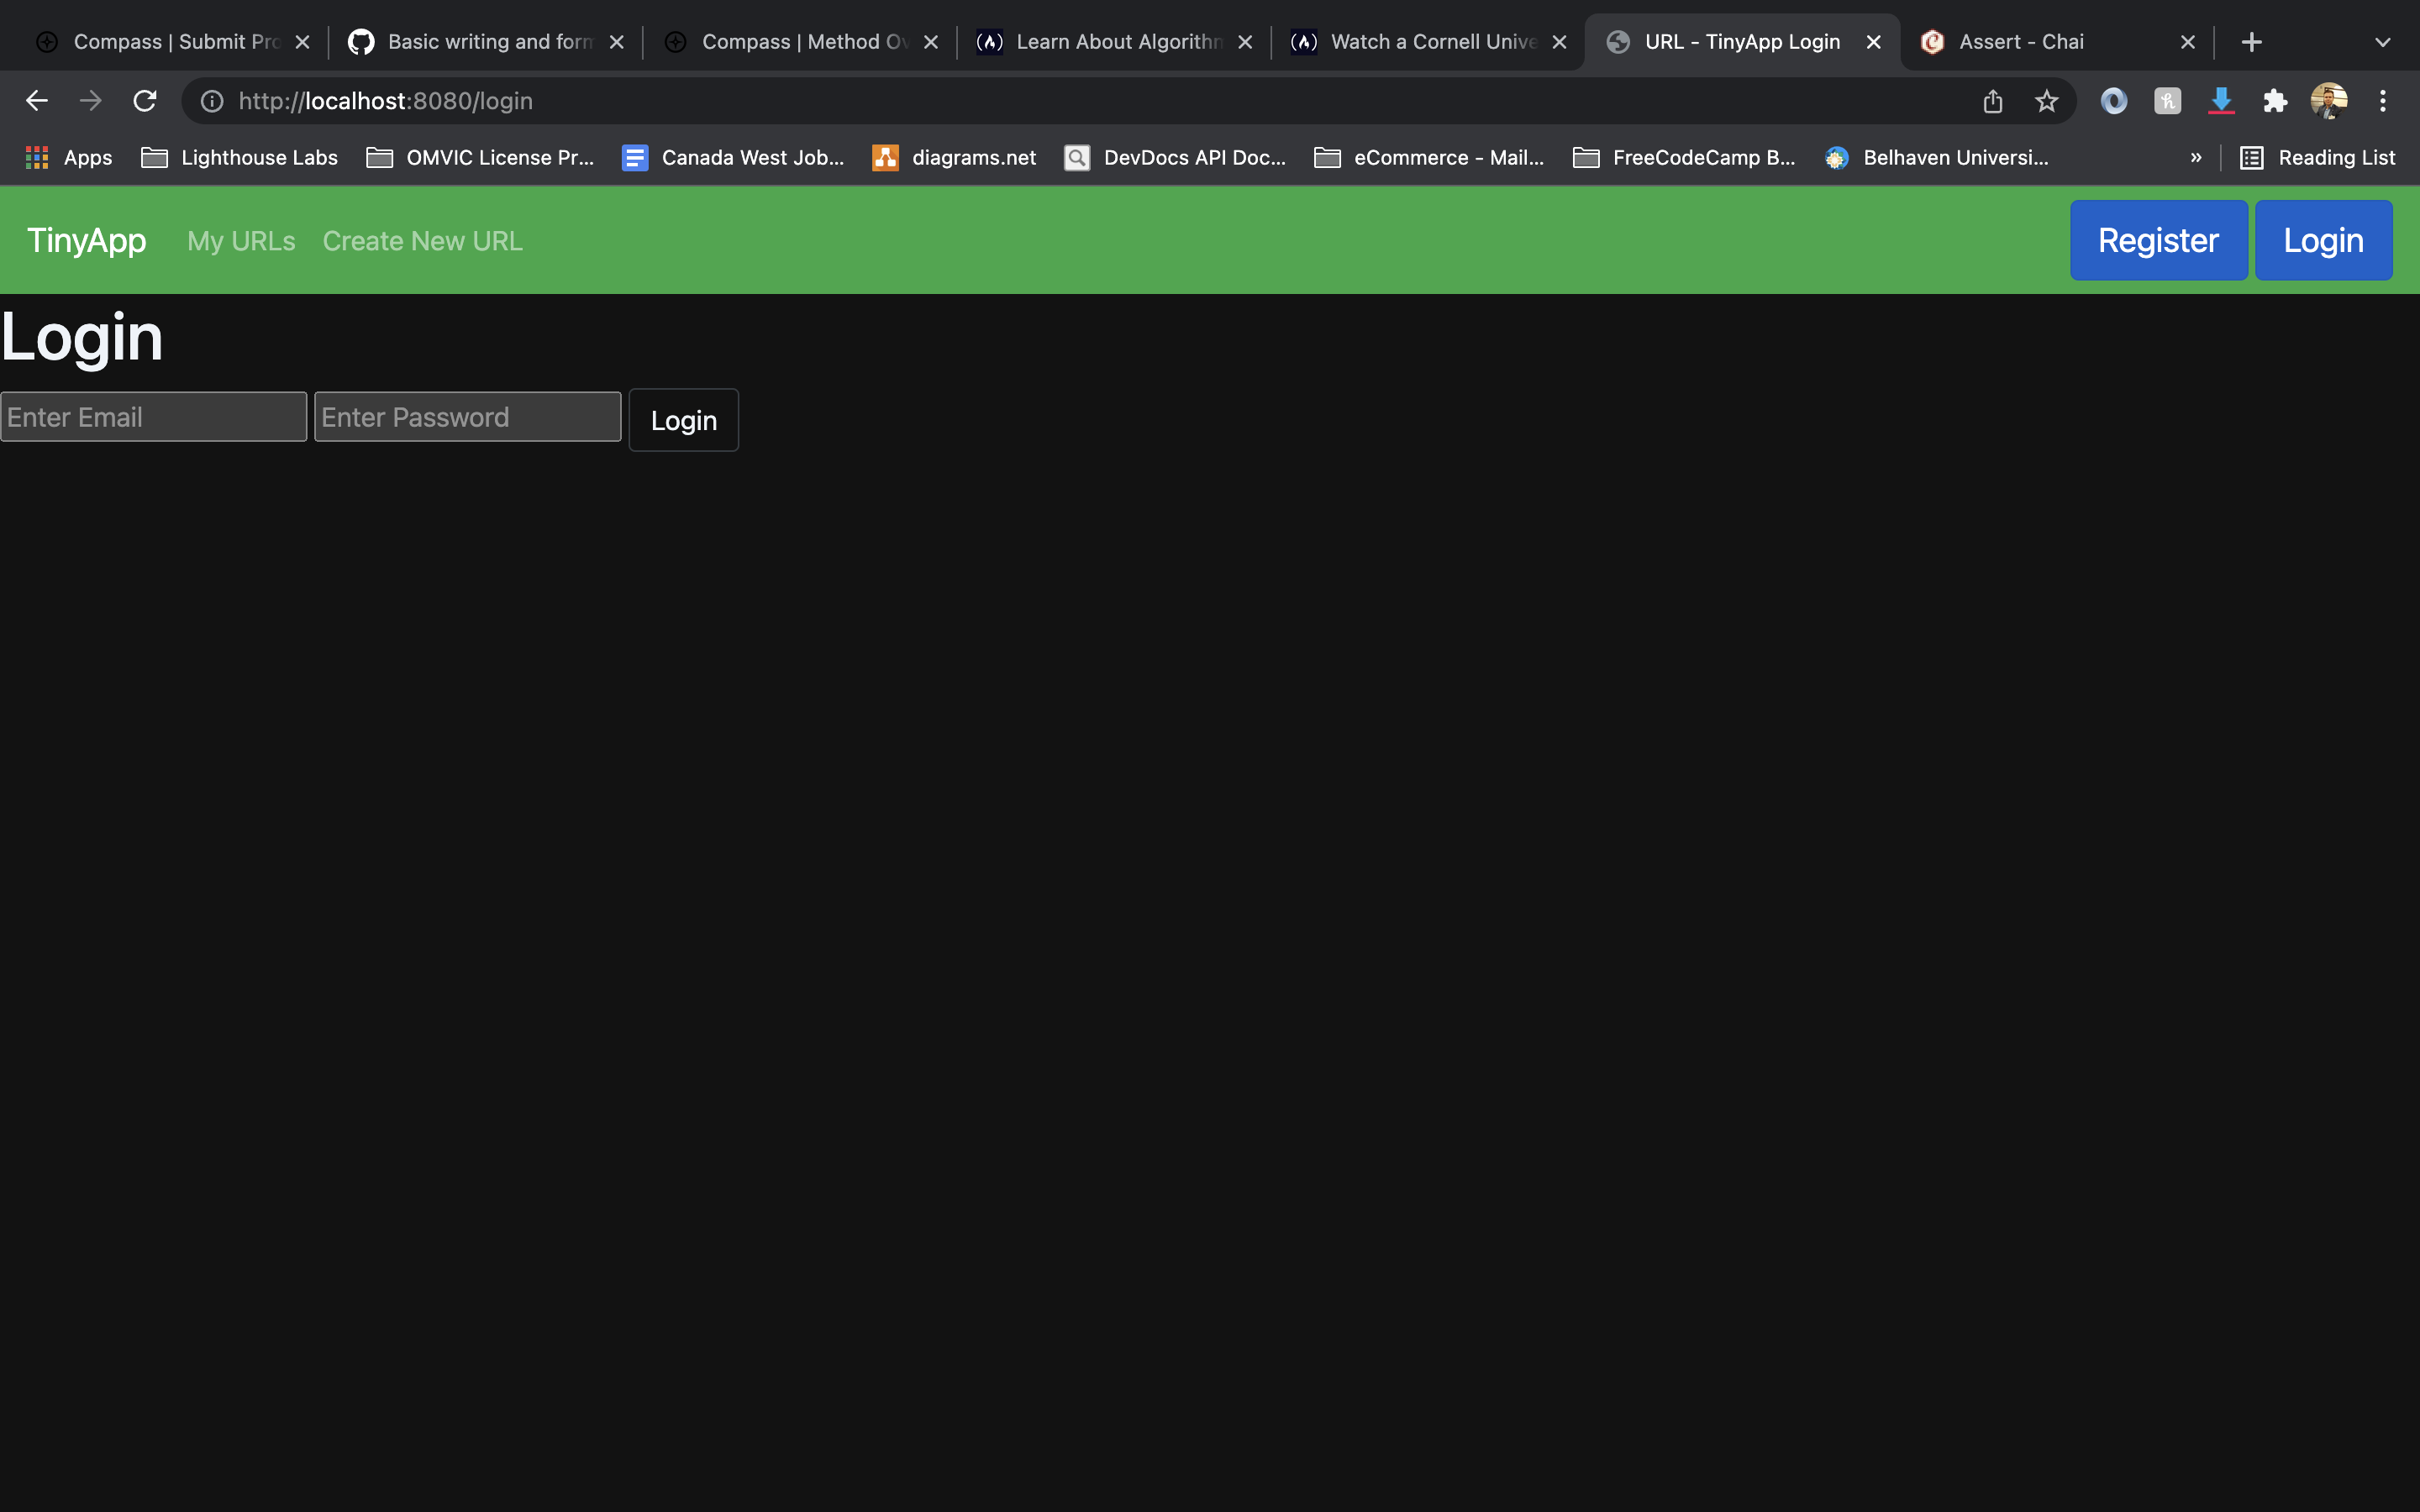 Compass | Submit Pro
Basic writing and form
Compass | Method Ov
Learn About Algorithm
Watch a Cornell Unive
URL - TinyApp Login
Assert - Chai
http://localhost:8080/login
Apps
Lighthouse Labs
OMVIC License Pr...
Canada West Job...
diagrams.net
DevDocs API Doc...
eCommerce - Mail...
FreeCodeCamp B...
Belhaven Universi...
»
Reading List
TinyApp My URLs Create New URL Register Login
Login
Enter Email Enter Password Login